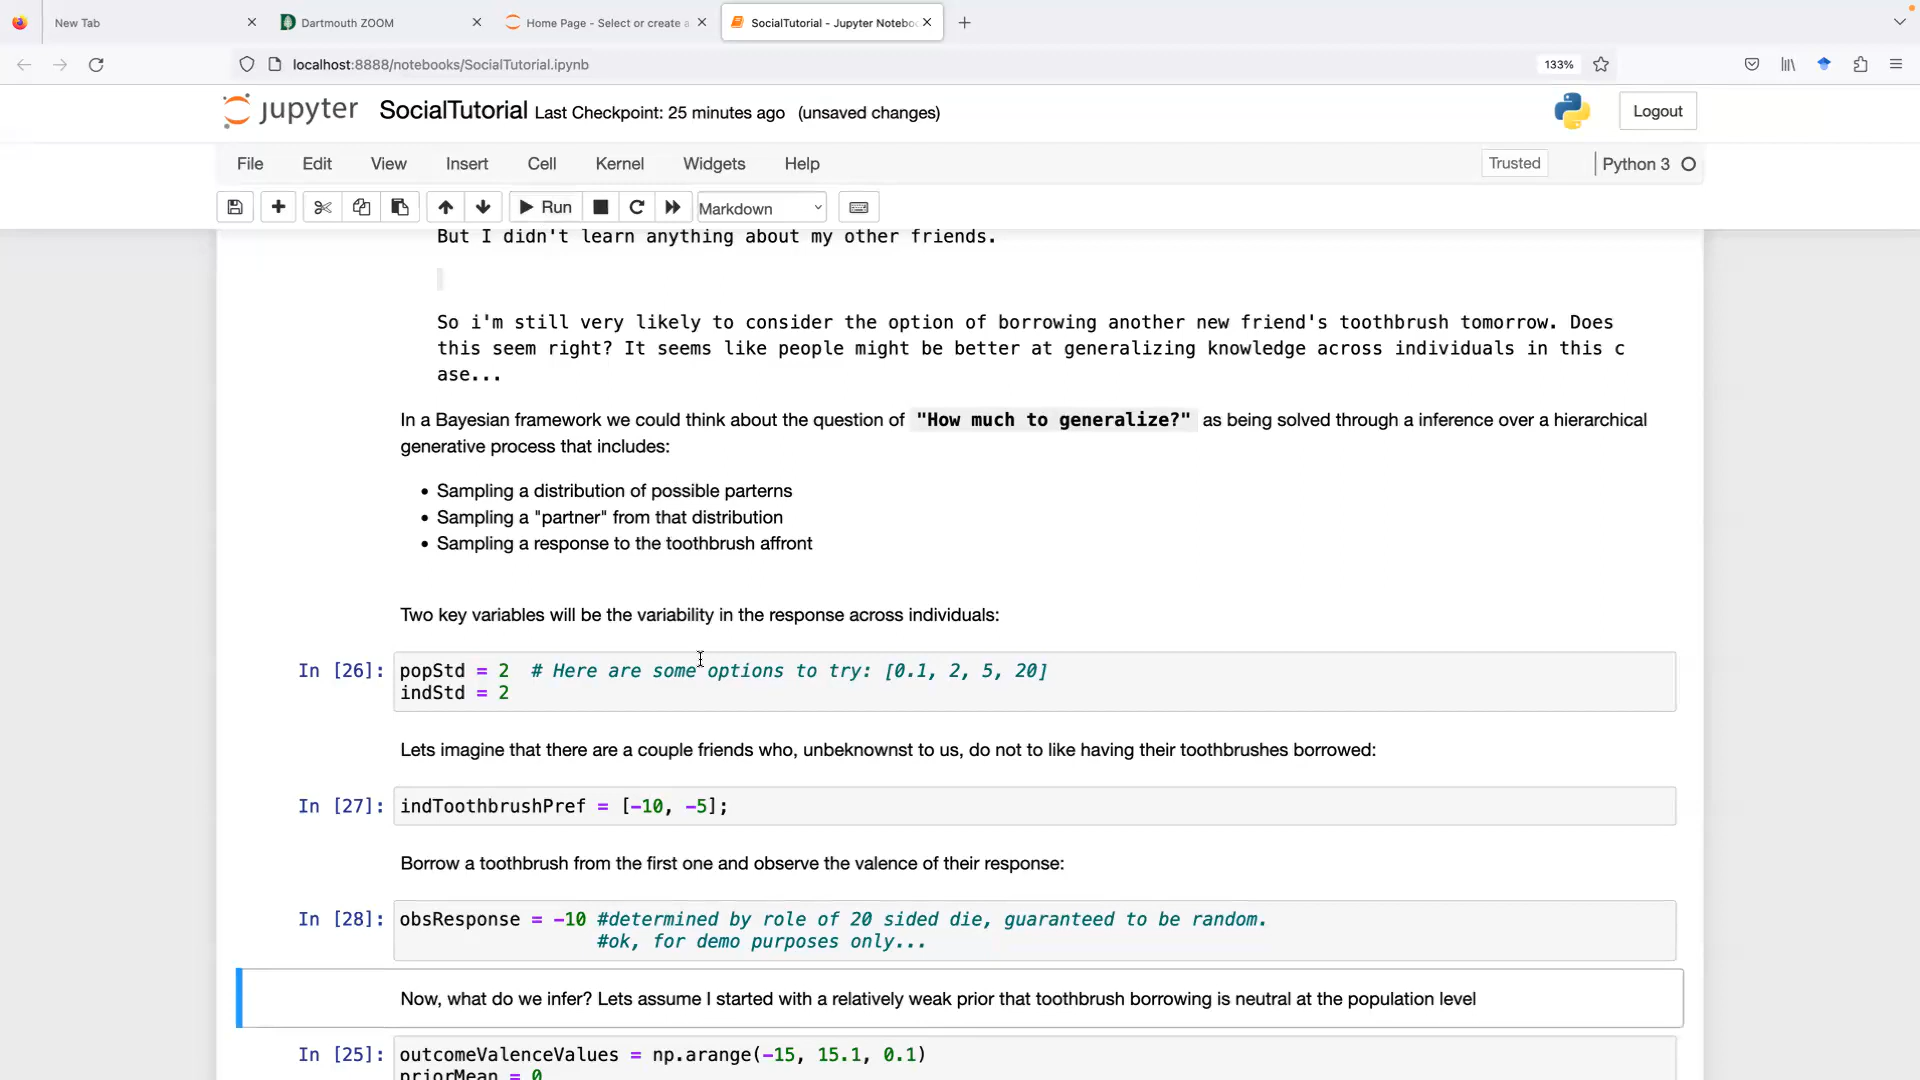 New Tab
Dartmouth ZOOM
Home Page - Select or create a
SocialTutorial - Jupyter Notebo
localhost:8888/notebooks/SocialTutorial.ipynb
133%
jupyter
SocialTutorial
Last Checkpoint: 25 minutes ago (unsaved changes)
Logout
File
Edit
View
Insert
Cell
Kernel
Widgets
Help
Trusted
Python 3
Run
Markdown
But I didn't learn anything about my other friends.
So i'm still very likely to consider the option of borrowing another new friend's toothbrush tomorrow. Does
this seem right? It seems like people might be better at generalizing knowledge across individuals in this c
ase...
In a Bayesian framework we could think about the question of "How much to generalize?" as being solved through a inference over a hierarchical
generative process that includes:
• Sampling a distribution of possible parterns
• Sampling a "partner" from that distribution
• Sampling a response to the toothbrush affront
Two key variables will be the variability in the response across individuals:
In [26]: popStd = 2 # Here are some options to try: [0.1, 2, 5, 20]
indStd = 2
Lets imagine that there are a couple friends who, unbeknownst to us, do not to like having their toothbrushes borrowed:
In [27]: indToothbrushPref = [-10, -5];
Borrow a toothbrush from the first one and observe the valence of their response:
In [28]: obsResponse = -10 #determined by role of 20 sided die, guaranteed to be random.
#ok, for demo purposes only...
Now, what do we infer? Lets assume I started with a relatively weak prior that toothbrush borrowing is neutral at the population level
In [25]: outcomeValenceValues = np.arange(-15, 15.1, 0.1)
priorMean = 0